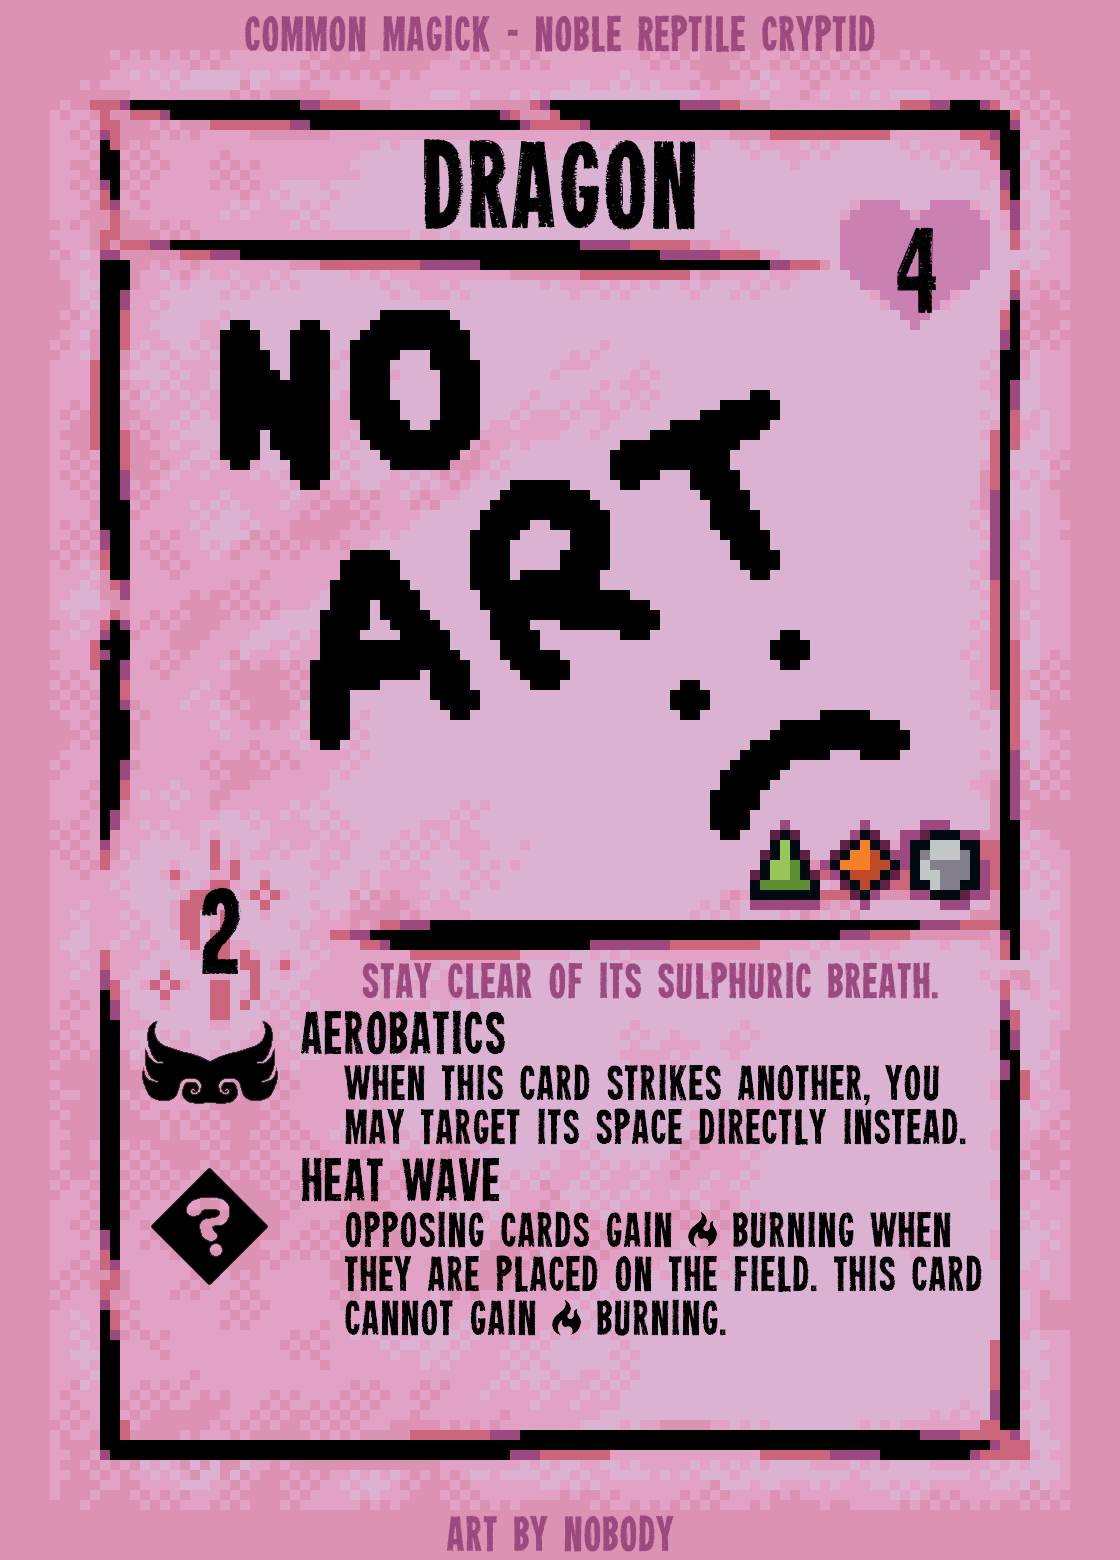 COMMON MAGICK - NOBLE REPTILE CRYPTID
DRAGON
4
NO
ART
:(
2
STAY CLEAR OF ITS SULPHURIC BREATH.
AEROBATICS
WHEN THIS CARD STRIKES ANOTHER, YOU
MAY TARGET ITS SPACE DIRECTLY INSTEAD.
?
HEAT WAVE
OPPOSING CARDS GAIN BURNING WHEN
THEY ARE PLACED ON THE FIELD. THIS CARD
CANNOT GAIN BURNING.
ART BY NOBODY